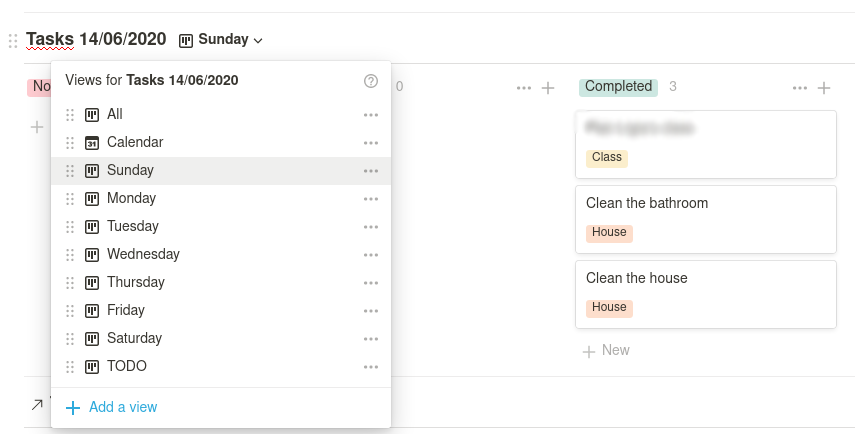 Tasks 14/06/2020 Sunday
Views for Tasks 14/06/2020
All
Calendar
Sunday
Monday
Tuesday
Wednesday
Thursday
Friday
Saturday
TODO
Add a view
No
0
Completed 3
Class
Clean the bathroom
House
Clean the house
House
New